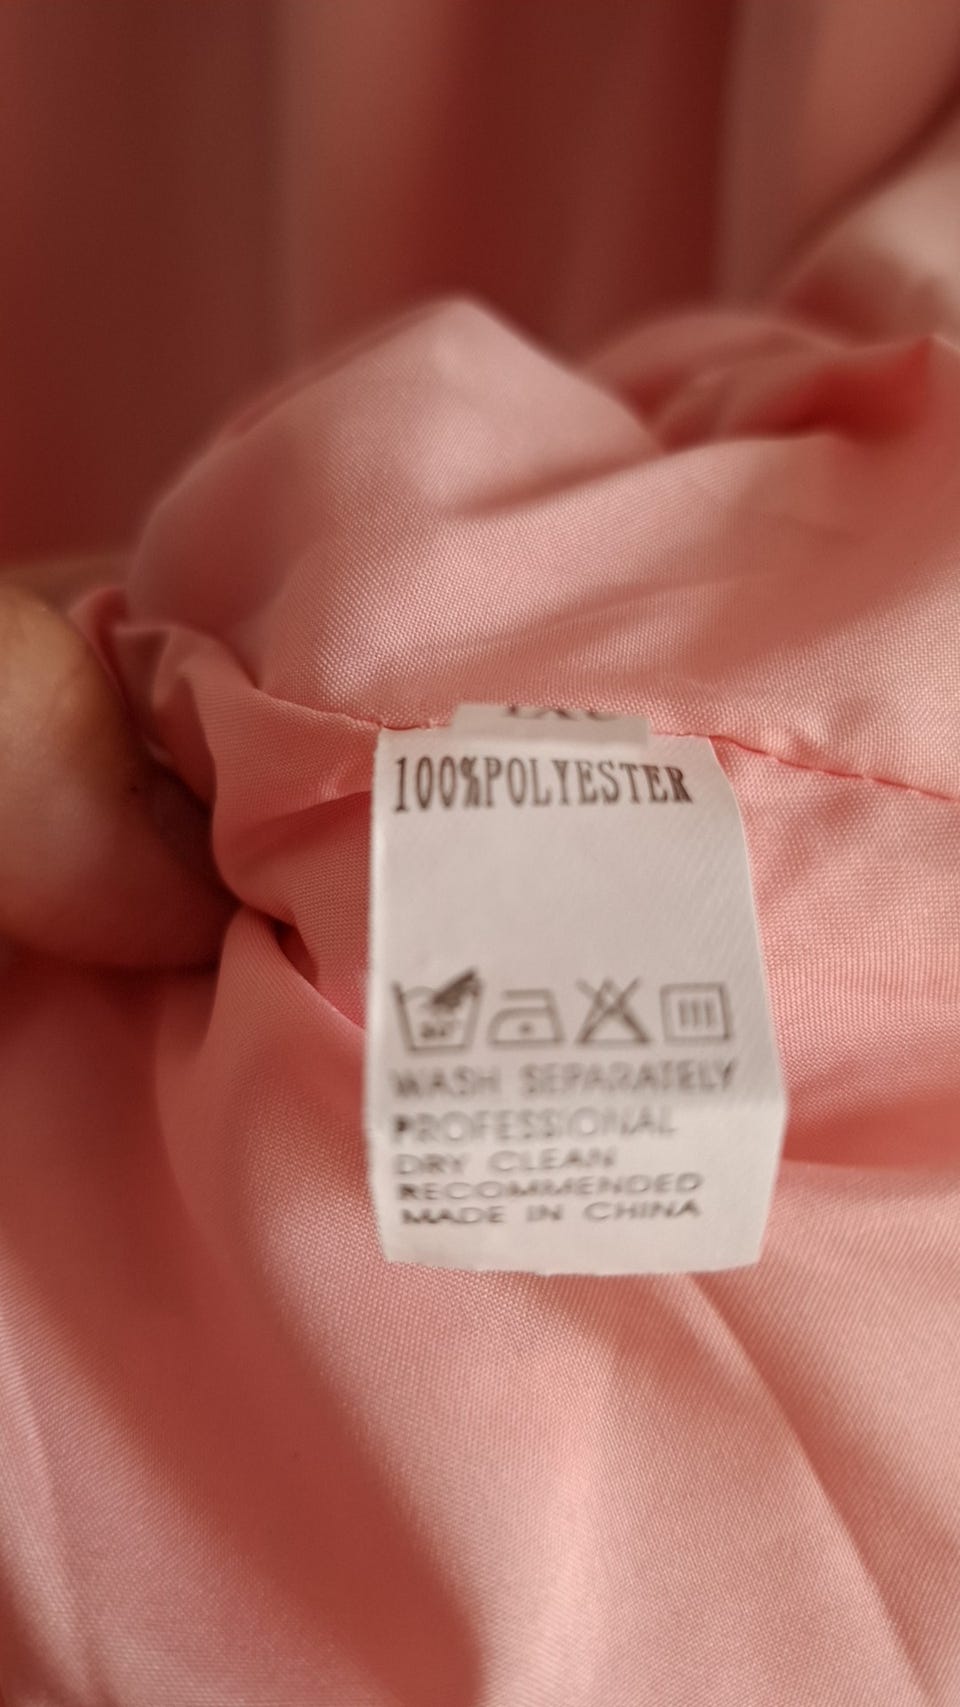 100%POLYESTER
WASH SEPARATELY
PROFESSIONAL
DRY CLEAN
RECOMMENDED
MADE IN CHINA